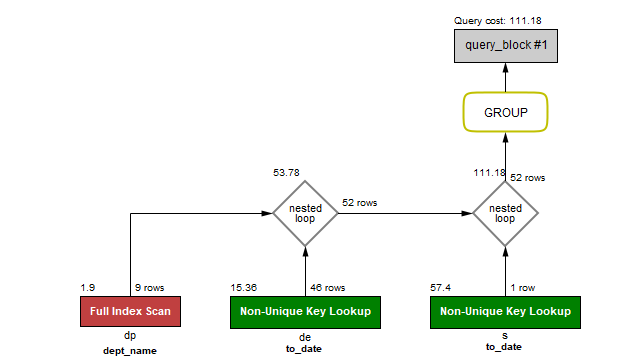 Query cost: 111.18
query_block #1
GROUP
53.78
111.18
52 rows
nested
loop
52 rows
nested
loop
1.9
9 rows
15.36
46 rows
57.4
1 row
Full Index Scan
Non-Unique Key Lookup
Non-Unique Key Lookup
dp
de
s
dept_name
to_date
to_date